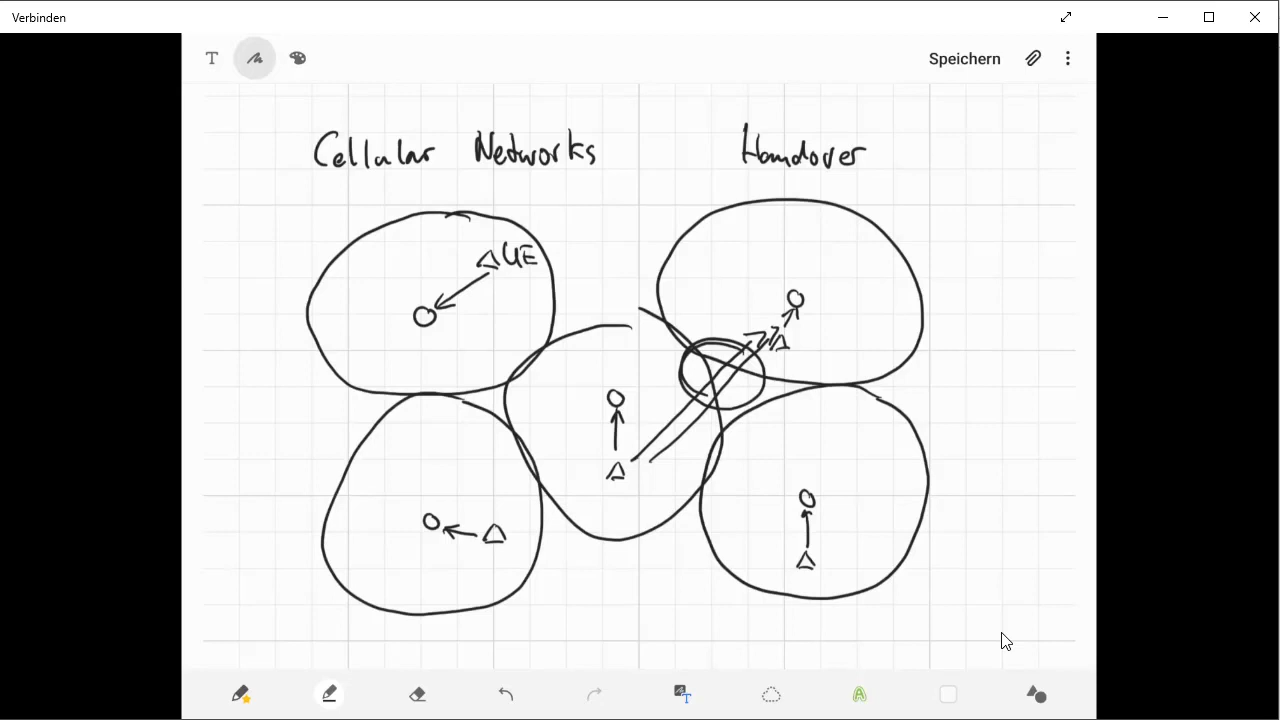 Verbinden
T
Speichern
Cellular Networks
Handover
UE